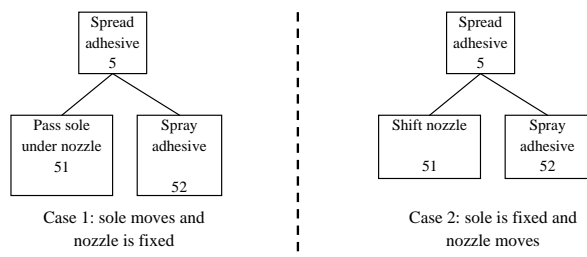 Spread
adhesive
5
Pass sole
under nozzle
51
Spray
adhesive
52
Case 1: sole moves and
nozzle is fixed
Spread
adhesive
5
Shift nozzle
51
Spray
adhesive
52
Case 2: sole is fixed and
nozzle moves